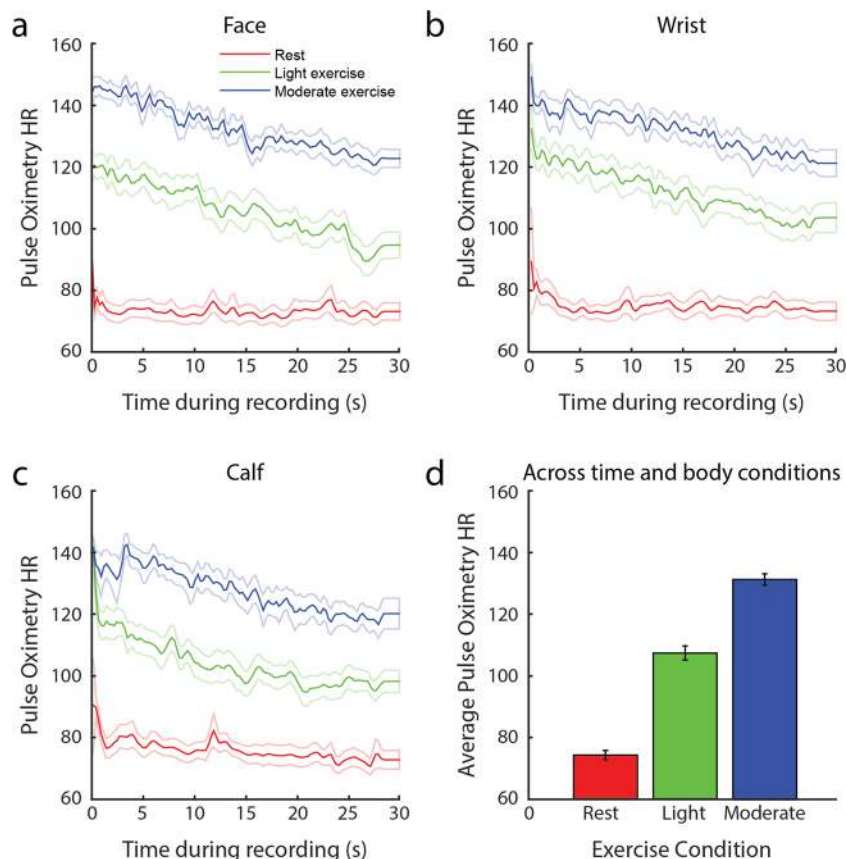 a
Face
Rest
Light exercise
Moderate exercise
160
140
120
100
80
60
Pulse Oximetry HR
0 5 10 15 20 25 30
Time during recording (s)
b
Wrist
160
140
120
100
80
60
Pulse Oximetry HR
0 5 10 15 20 25 30
Time during recording (s)
c
Calf
160
140
120
100
80
60
Pulse Oximetry HR
0 5 10 15 20 25 30
Time during recording (s)
d
Across time and body conditions
160
140
120
100
80
60
Average Pulse Oximetry HR
0 Rest Light Moderate
Exercise Condition